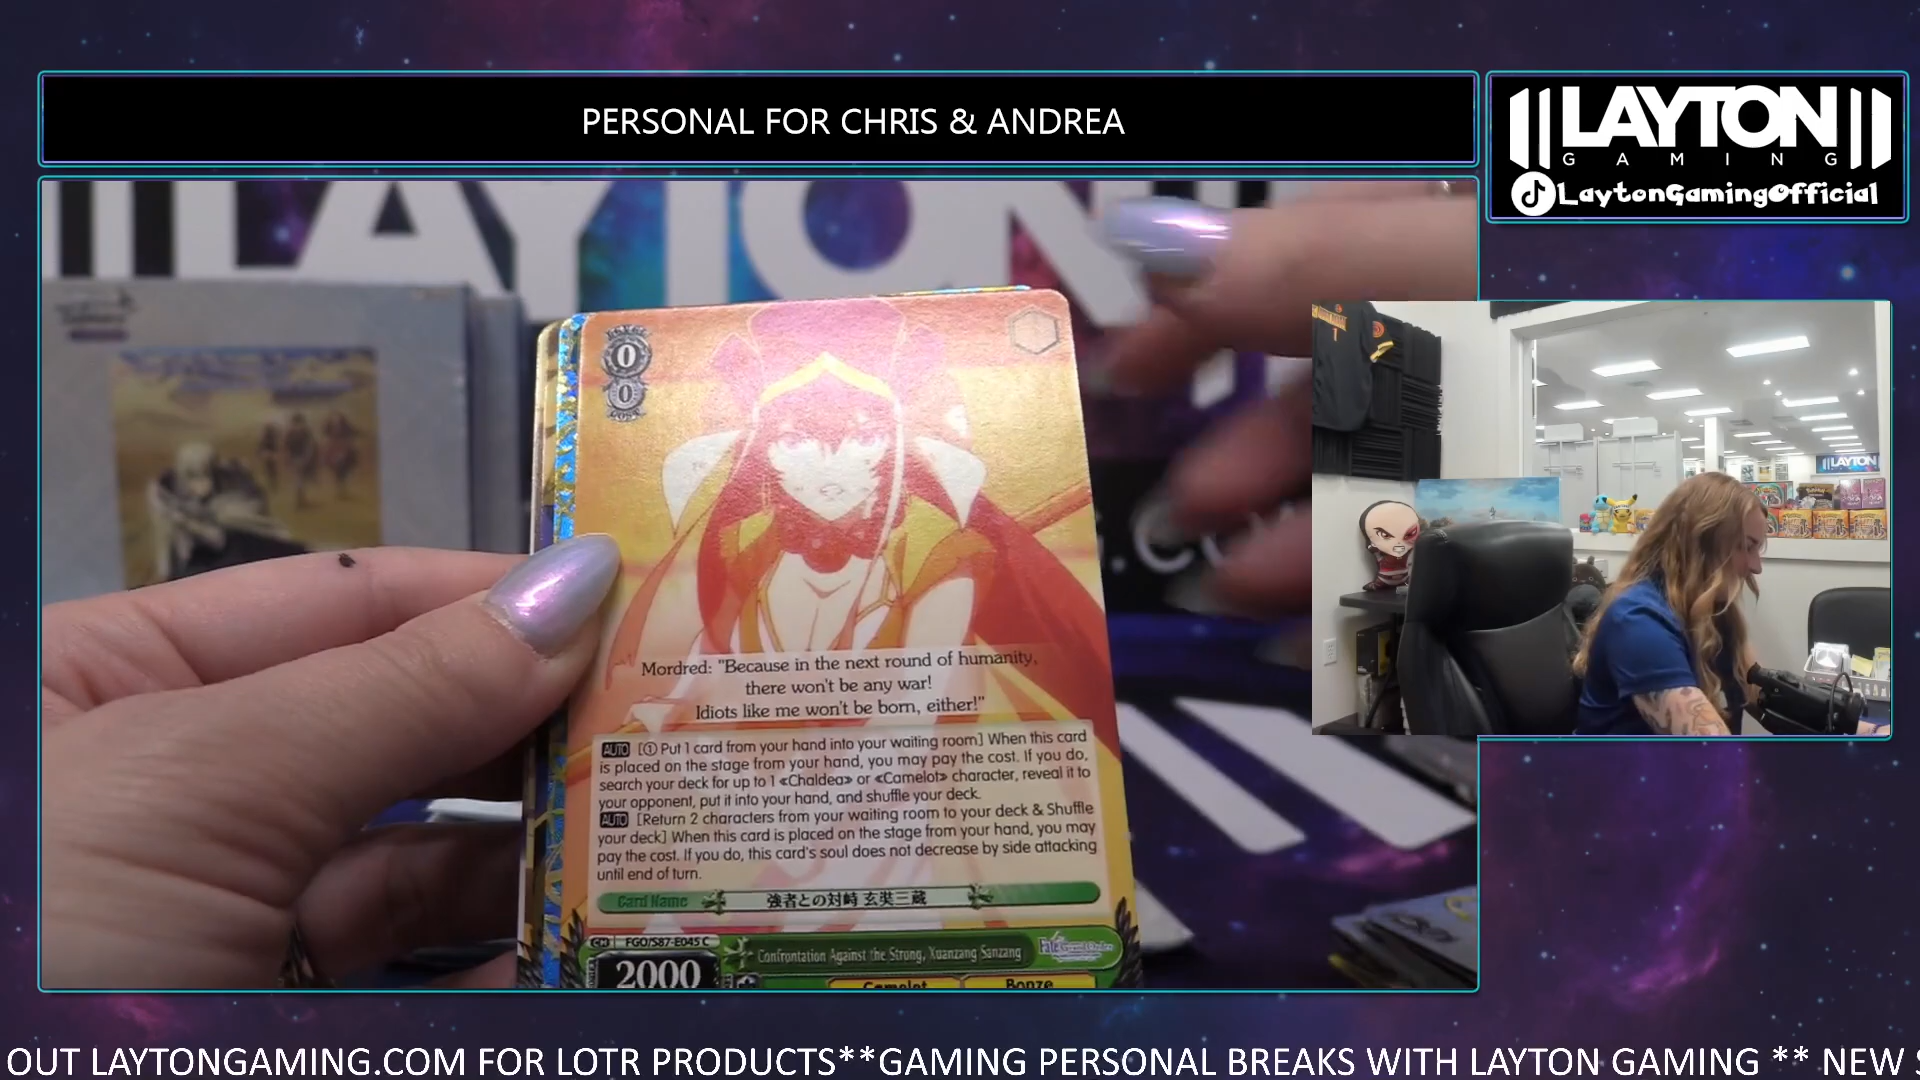 PERSONAL FOR CHRIS & ANDREA
LAYTON
GAMING
LaytonGamingOfficial
LAYTON
0
0
Mordred: "Because in the next round of humanity,
there won't be any war!
Idiots like me won't be born, either!"
AUTO [① Put 1 card from your hand into your waiting room] When this card
is placed on the stage from your hand, you may pay the cost. If you do,
search your deck for up to 1 «Chaldea» or «Camelot» character, reveal it to
your opponent, put it into your hand, and shuffle your deck.
AUTO [Return 2 characters from your waiting room to your deck & Shuffle
your deck] When this card is placed on the stage from your hand, you may
pay the cost. If you do, this card's soul does not decrease by side attacking
until end of turn.
Card Name 強者との対峙 玄奘三蔵
CH FGO/S87-E045 C
Confrontation Against the Strong, Xuanzang Sanzang
2000
Camelot Bonze
LAYTON
OUT LAYTONGAMING.COM FOR LOTR PRODUCTS**GAMING PERSONAL BREAKS WITH LAYTON GAMING ** NEW